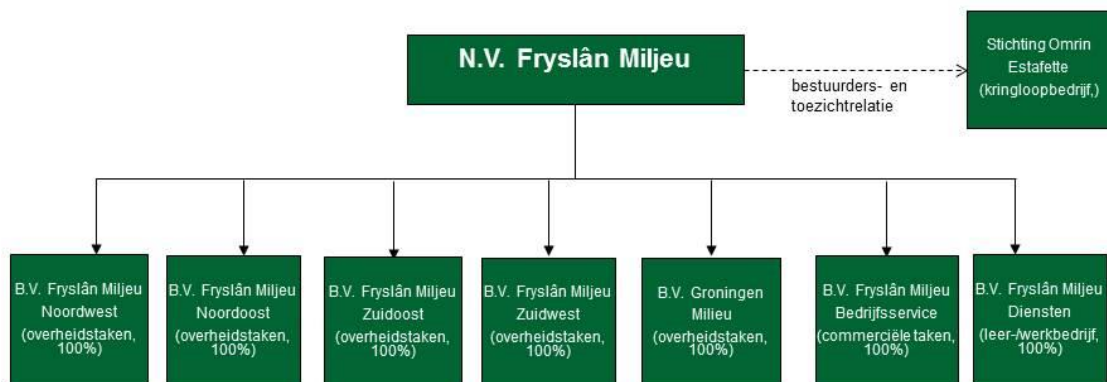 N.V. Fryslân Miljeu
bestuurders- en
toezichtrelatie
Stichting Omrin
Estafette
(kringloopbedrijf,)
B.V. Fryslân Miljeu
Noordwest
(overheidstaken,
100%)
B.V. Fryslân Miljeu
Noordoost
(overheidstaken,
100%)
B.V. Fryslân Miljeu
Zuidoost
(overheidstaken,
100%)
B.V. Fryslân Miljeu
Zuidwest
(overheidstaken,
100%)
B.V. Groningen
Milieu
(overheidstaken,
100%)
B.V. Fryslân Miljeu
Bedrijfsservice
(commerciële taken,
100%)
B.V. Fryslân Miljeu
Diensten
(leer-/werkbedrijf,
100%)